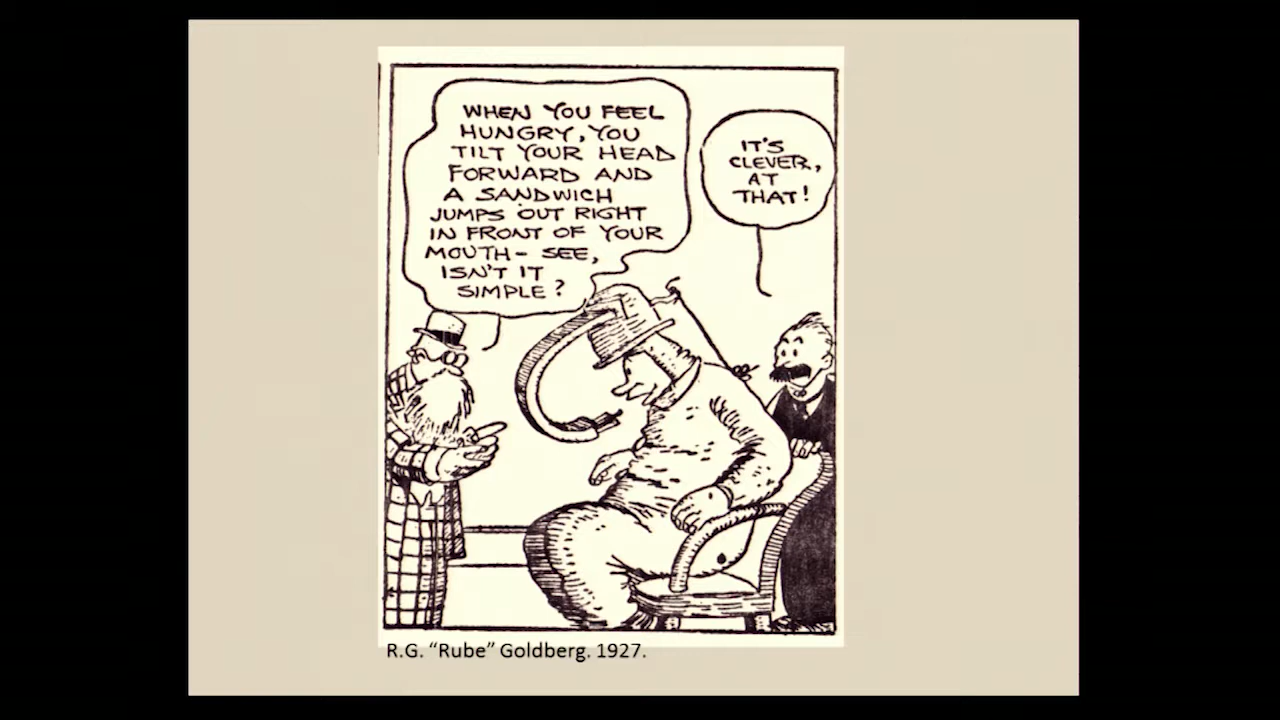 WHEN YOU FEEL
HUNGRY, YOU
TILT YOUR HEAD
FORWARD AND
A SANDWICH
JUMPS OUT RIGHT
IN FRONT OF YOUR
MOUTH - SEE,
ISN'T IT
SIMPLE?
IT'S
CLEVER,
AT
THAT!
R.G. “Rube” Goldberg. 1927.